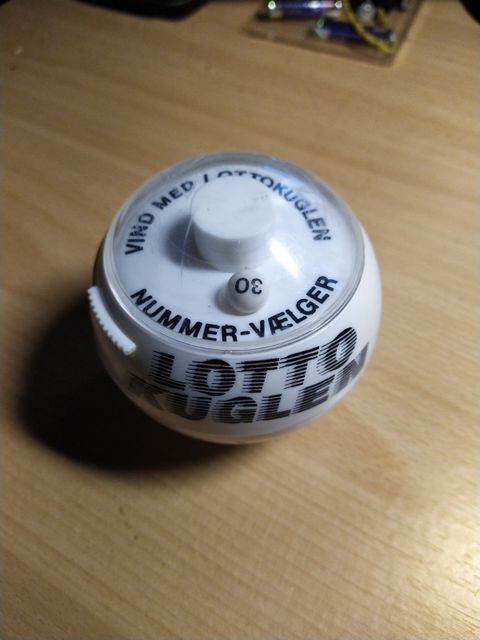 VIND MED LOTTOKUGLEN
30
NUMMER-VÆLGER
LOTTO
KUGLEN